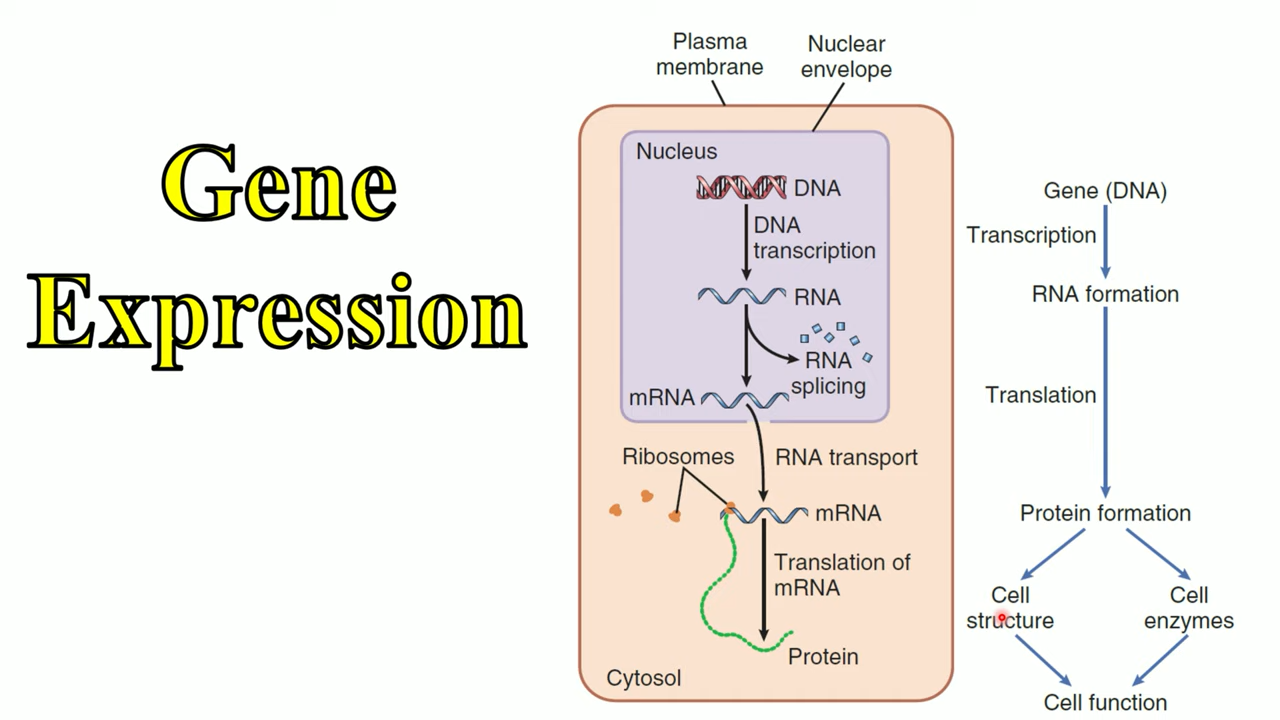 Gene
Expression
Plasma
membrane
Nuclear
envelope
Nucleus
DNA
DNA
transcription
RNA
RNA
splicing
mRNA
Ribosomes
RNA transport
mRNA
Translation of
mRNA
Protein
Cytosol
Gene (DNA)
Transcription
RNA formation
Translation
Protein formation
Cell
structure
Cell
enzymes
Cell function